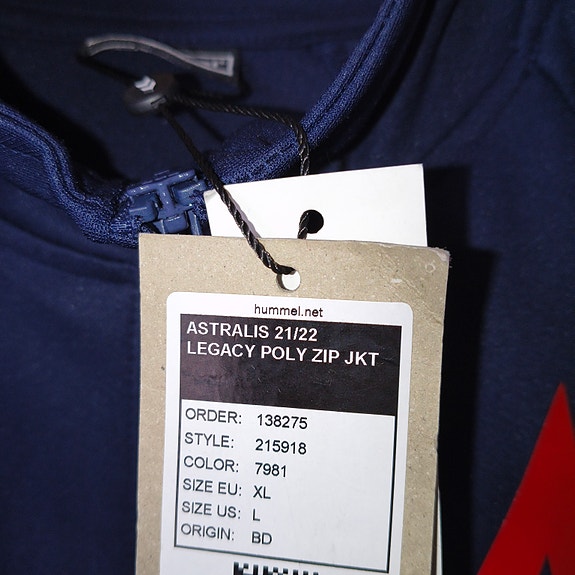 hummel.net
ASTRALIS 21/22
LEGACY POLY ZIP JKT
ORDER: 138275
STYLE: 215918
COLOR: 7981
SIZE EU: XL
SIZE US: L
ORIGIN: BD